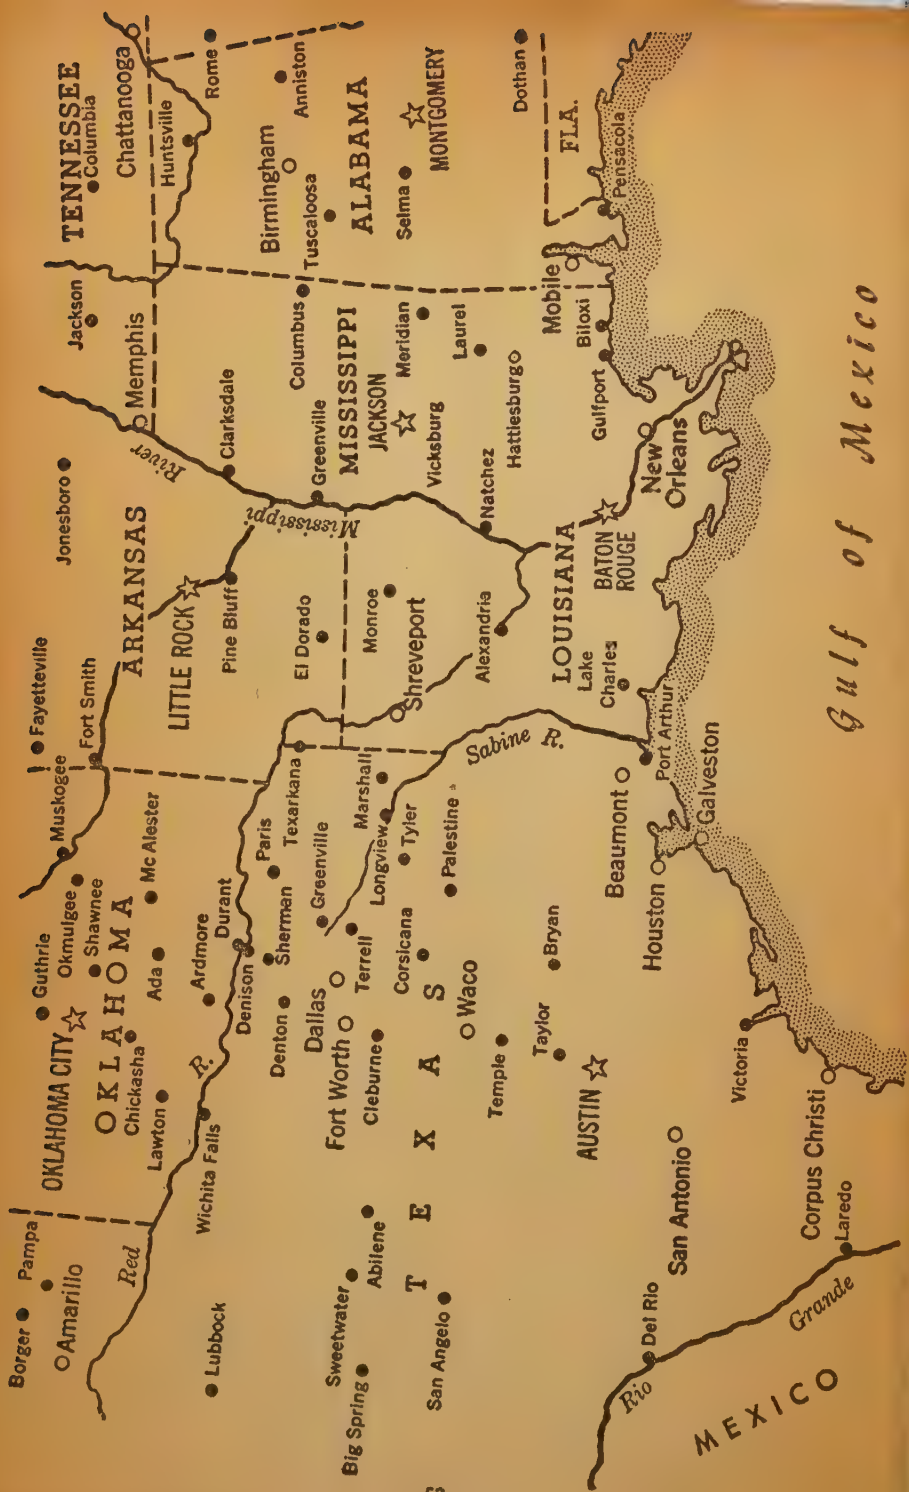 Borger
Pampa
Amarillo
OKLAHOMA CITY
Guthrie
Okmulgee
Muskogee
Shawnee
OKLAHOMA
Chickasha
Lawton
Ada
Mc Alester
Ardmore
Durant
Fayetteville
Fort Smith
ARKANSAS
LITTLE ROCK
Pine Bluff
El Dorado
Jonesboro
Memphis
Jackson
TENNESSEE
Columbia
Chattanooga
Huntsville
Rome
Anniston
Birmingham
Tuscaloosa
ALABAMA
Selma
MONTGOMERY
Dothan
FLA.
Pensacola
Mobile
Mississippi
River
Clarksdale
Greenville
Columbus
MISSISSIPPI
JACKSON
Meridian
Vicksburg
Laurel
Natchez
Hattiesburg
Biloxi
Gulfport
Monroe
Shreveport
Alexandria
LOUISIANA
BATON
ROUGE
Lake
Charles
New
Orleans
Red
R.
Wichita Falls
Lubbock
Denison
Sherman
Paris
Texarkana
Denton
Greenville
Dallas
Fort Worth
Terrell
Longview
Marshall
Cleburne
Corsicana
Tyler
Palestine
Sweetwater
Abilene
Big Spring
San Angelo
TEXAS
Waco
Temple
Taylor
Bryan
AUSTIN
Sabine R.
Beaumont
Port Arthur
Houston
Galveston
Victoria
San Antonio
Del Rio
Corpus Christi
Laredo
Rio
Grande
MEXICO
Gulf of Mexico